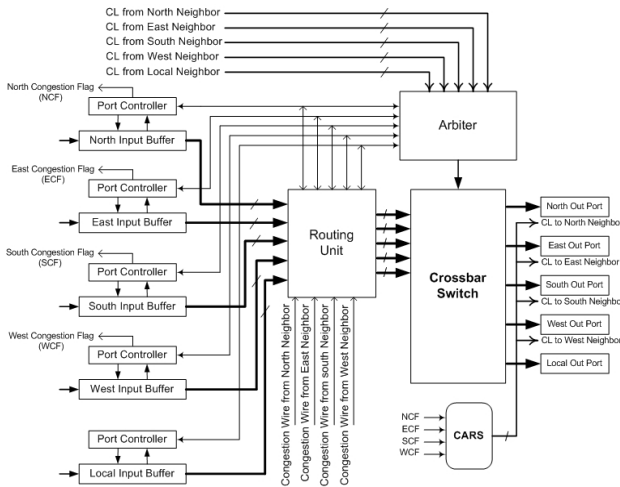 CL from North Neighbor
CL from East Neighbor
CL from South Neighbor
CL from West Neighbor
CL from Local Neighbor
North Congestion Flag
(NCF)
Port Controller
North Input Buffer
East Congestion Flag
(ECF)
Port Controller
East Input Buffer
South Congestion Flag
(SCF)
Port Controller
South Input Buffer
West Congestion Flag
(WCF)
Port Controller
West Input Buffer
Port Controller
Local Input Buffer
Arbiter
Routing
Unit
Congestion Wire from North Neighbor
Congestion Wire from East Neighbor
Congestion Wire from south Neighbor
Congestion Wire from West Neighbor
Crossbar
Switch
North Out Port
CL to North Neighbor
East Out Port
CL to East Neighbor
South Out Port
CL to South Neighbor
West Out Port
CL to West Neighbor
Local Out Port
NCF
ECF
SCF
WCF
CARS